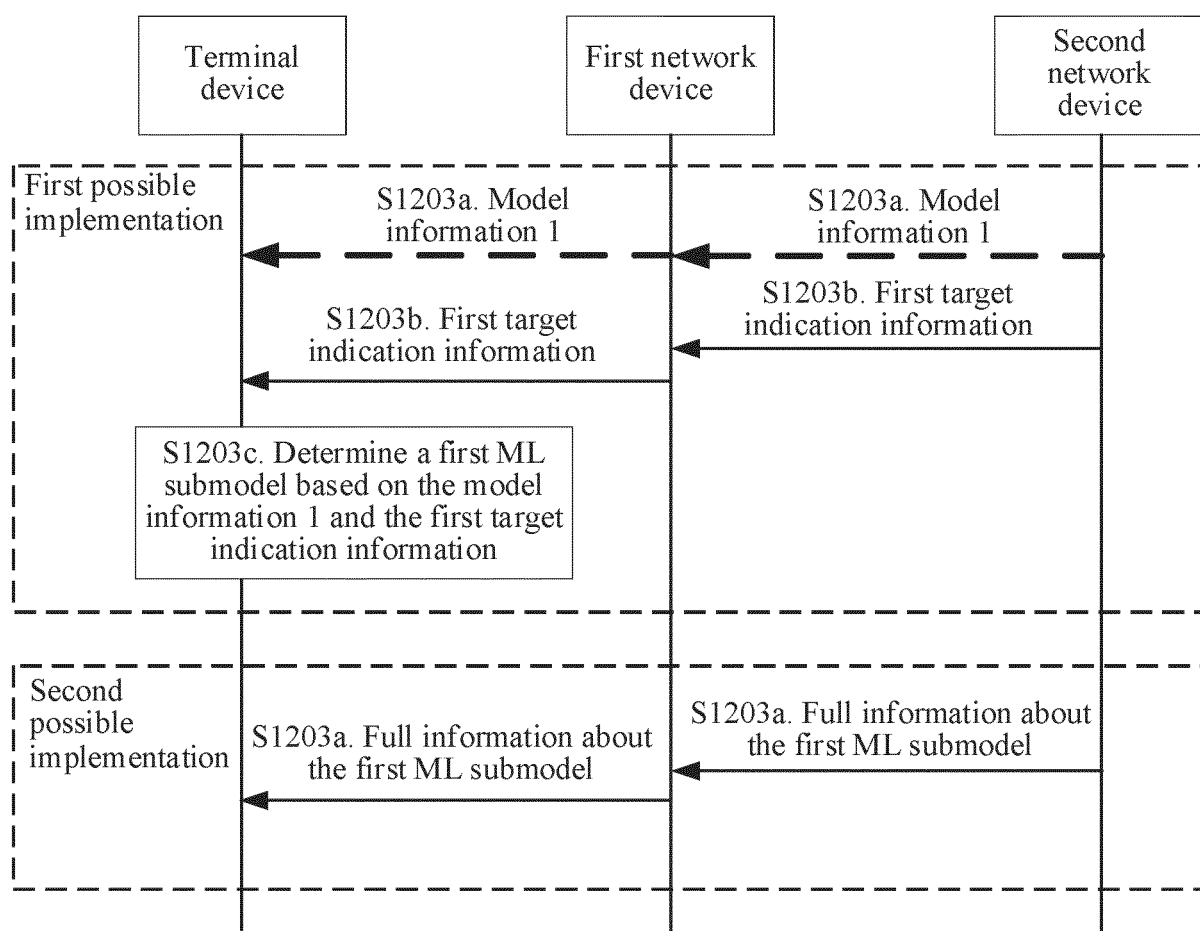 Terminal
device
First network
device
Second
network
device
First possible
implementation
S1203a. Model
information 1
S1203a. Model
information 1
S1203b. First target
indication information
S1203b. First target
indication information
S1203c. Determine a first ML
submodel based on the model
information 1 and the first target
indication information
Second
possible
implementation
S1203a. Full information about
the first ML submodel
S1203a. Full information about
the first ML submodel